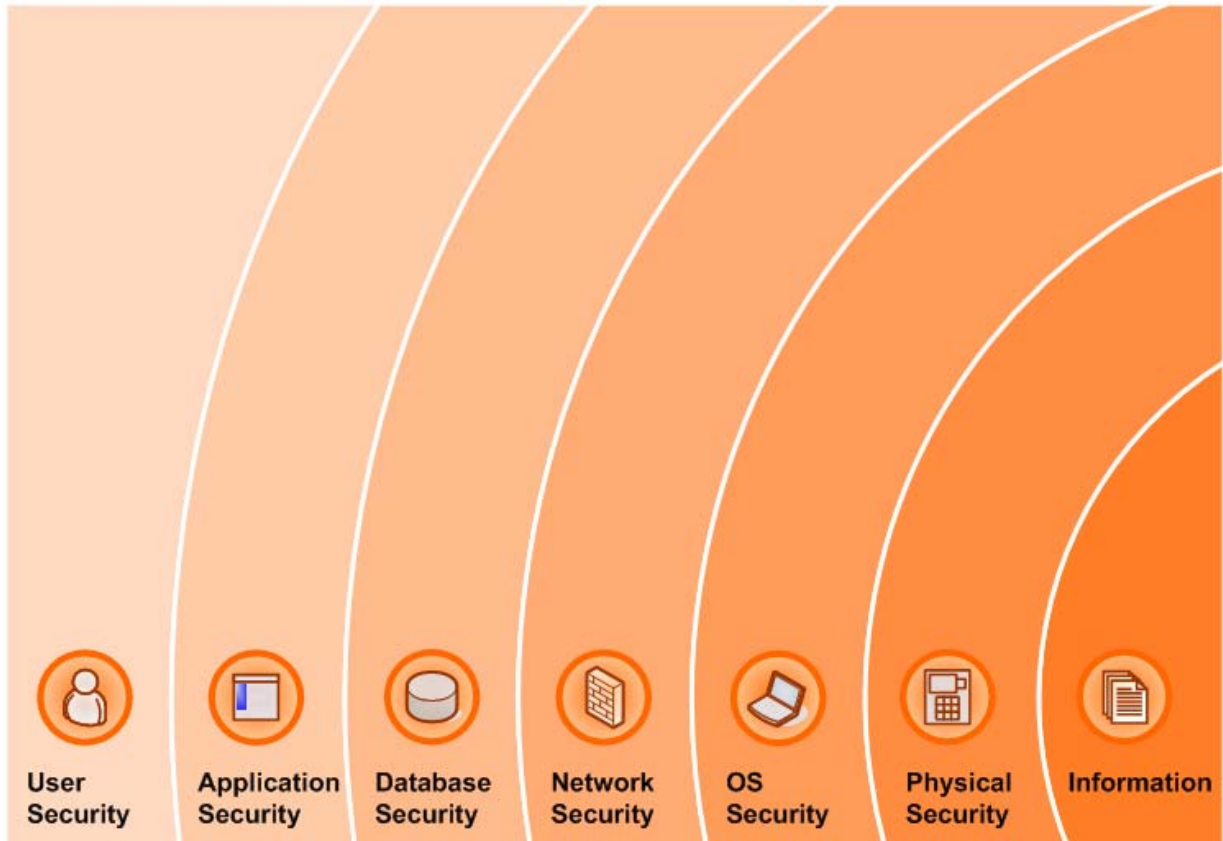 User
Security
Application
Security
Database
Security
Network
Security
OS
Security
Physical
Security
Information